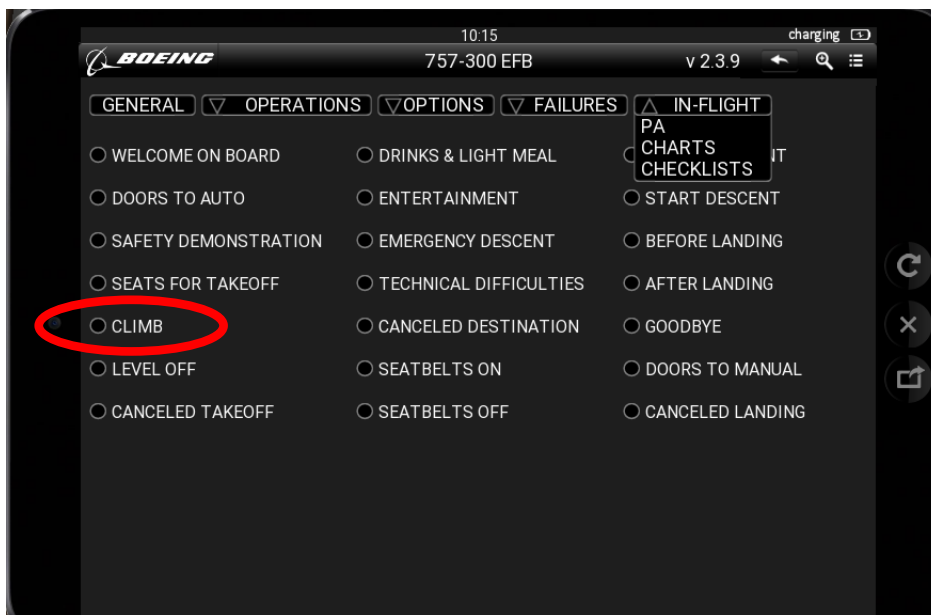 10:15
charging
BOEING
757-300 EFB
v 2.3.9
GENERAL
OPERATIONS
OPTIONS
FAILURES
IN-FLIGHT
PA
CHARTS
CHECKLISTS
WELCOME ON BOARD
DRINKS & LIGHT MEAL
NT
DOORS TO AUTO
ENTERTAINMENT
START DESCENT
SAFETY DEMONSTRATION
EMERGENCY DESCENT
BEFORE LANDING
SEATS FOR TAKEOFF
TECHNICAL DIFFICULTIES
AFTER LANDING
CLIMB
CANCELED DESTINATION
GOODBYE
LEVEL OFF
SEATBELTS ON
DOORS TO MANUAL
CANCELED TAKEOFF
SEATBELTS OFF
CANCELED LANDING